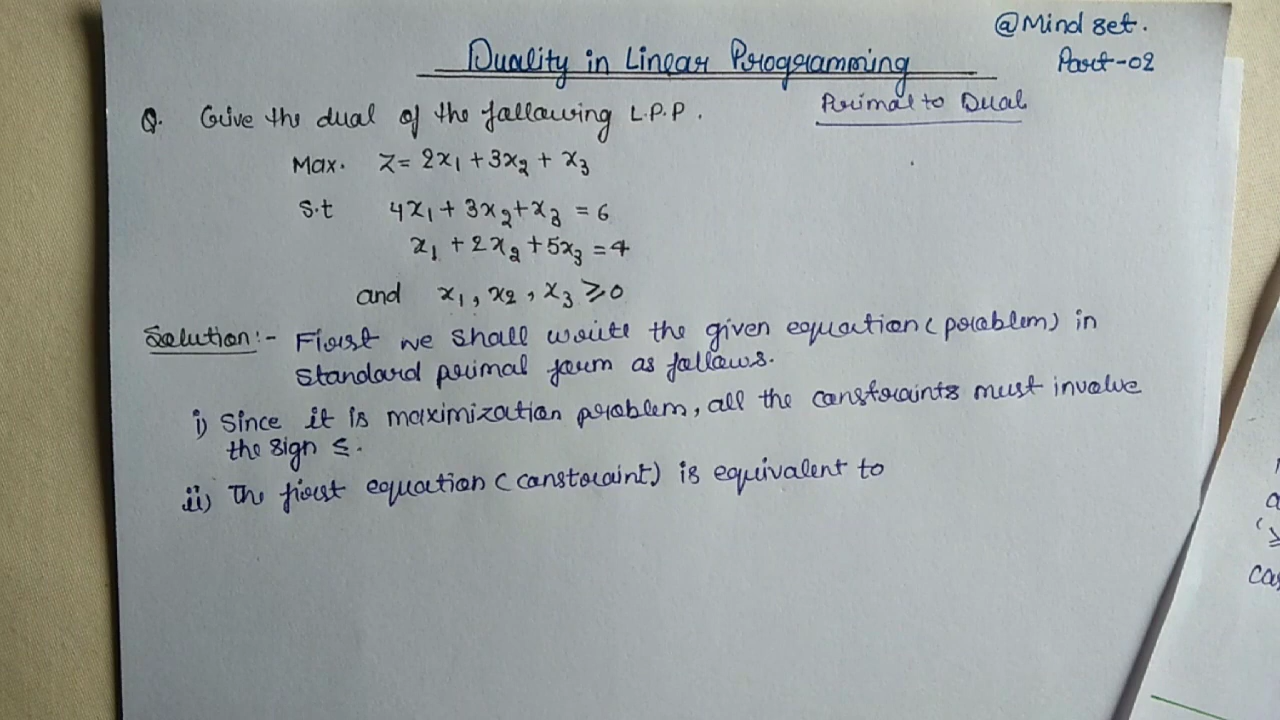 @Mind set.
Duality in Linear Programming
Part-02
Primal to Dual
Q. Give the dual of the following L.P.P.
Max. Z= 2x₁ + 3x₂ + x₃
s.t 4x₁ + 3x₂ + x₃ = 6
x₁ + 2x₂ + 5x₃ = 4
and x₁, x₂, x₃ ≥ 0
Solution:- First we shall write the given equation (problem) in
standard primal form as follows.
i) Since it is maximization problem, all the constraints must involve
the sign ≤.
ii) The first equation (constraint) is equivalent to